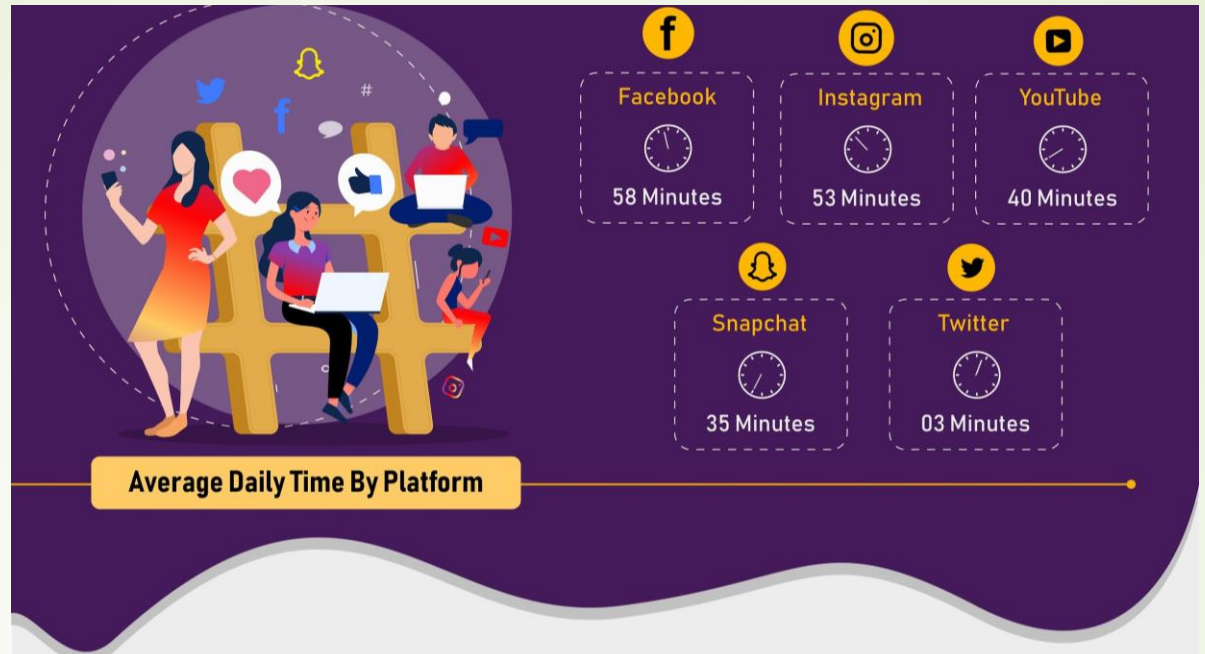 Facebook
58 Minutes
Instagram
53 Minutes
YouTube
40 Minutes
Snapchat
35 Minutes
Twitter
03 Minutes
Average Daily Time By Platform